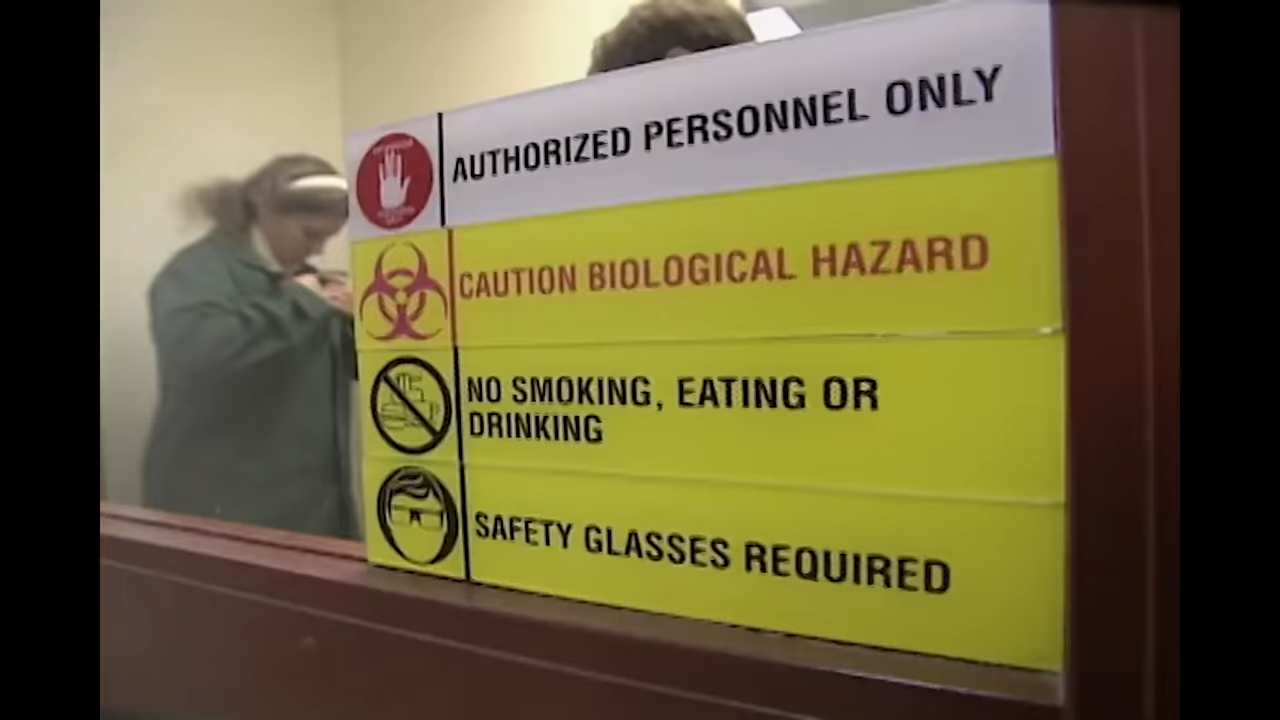 AUTHORIZED PERSONNEL ONLY
CAUTION BIOLOGICAL HAZARD
NO SMOKING, EATING OR
DRINKING
SAFETY GLASSES REQUIRED